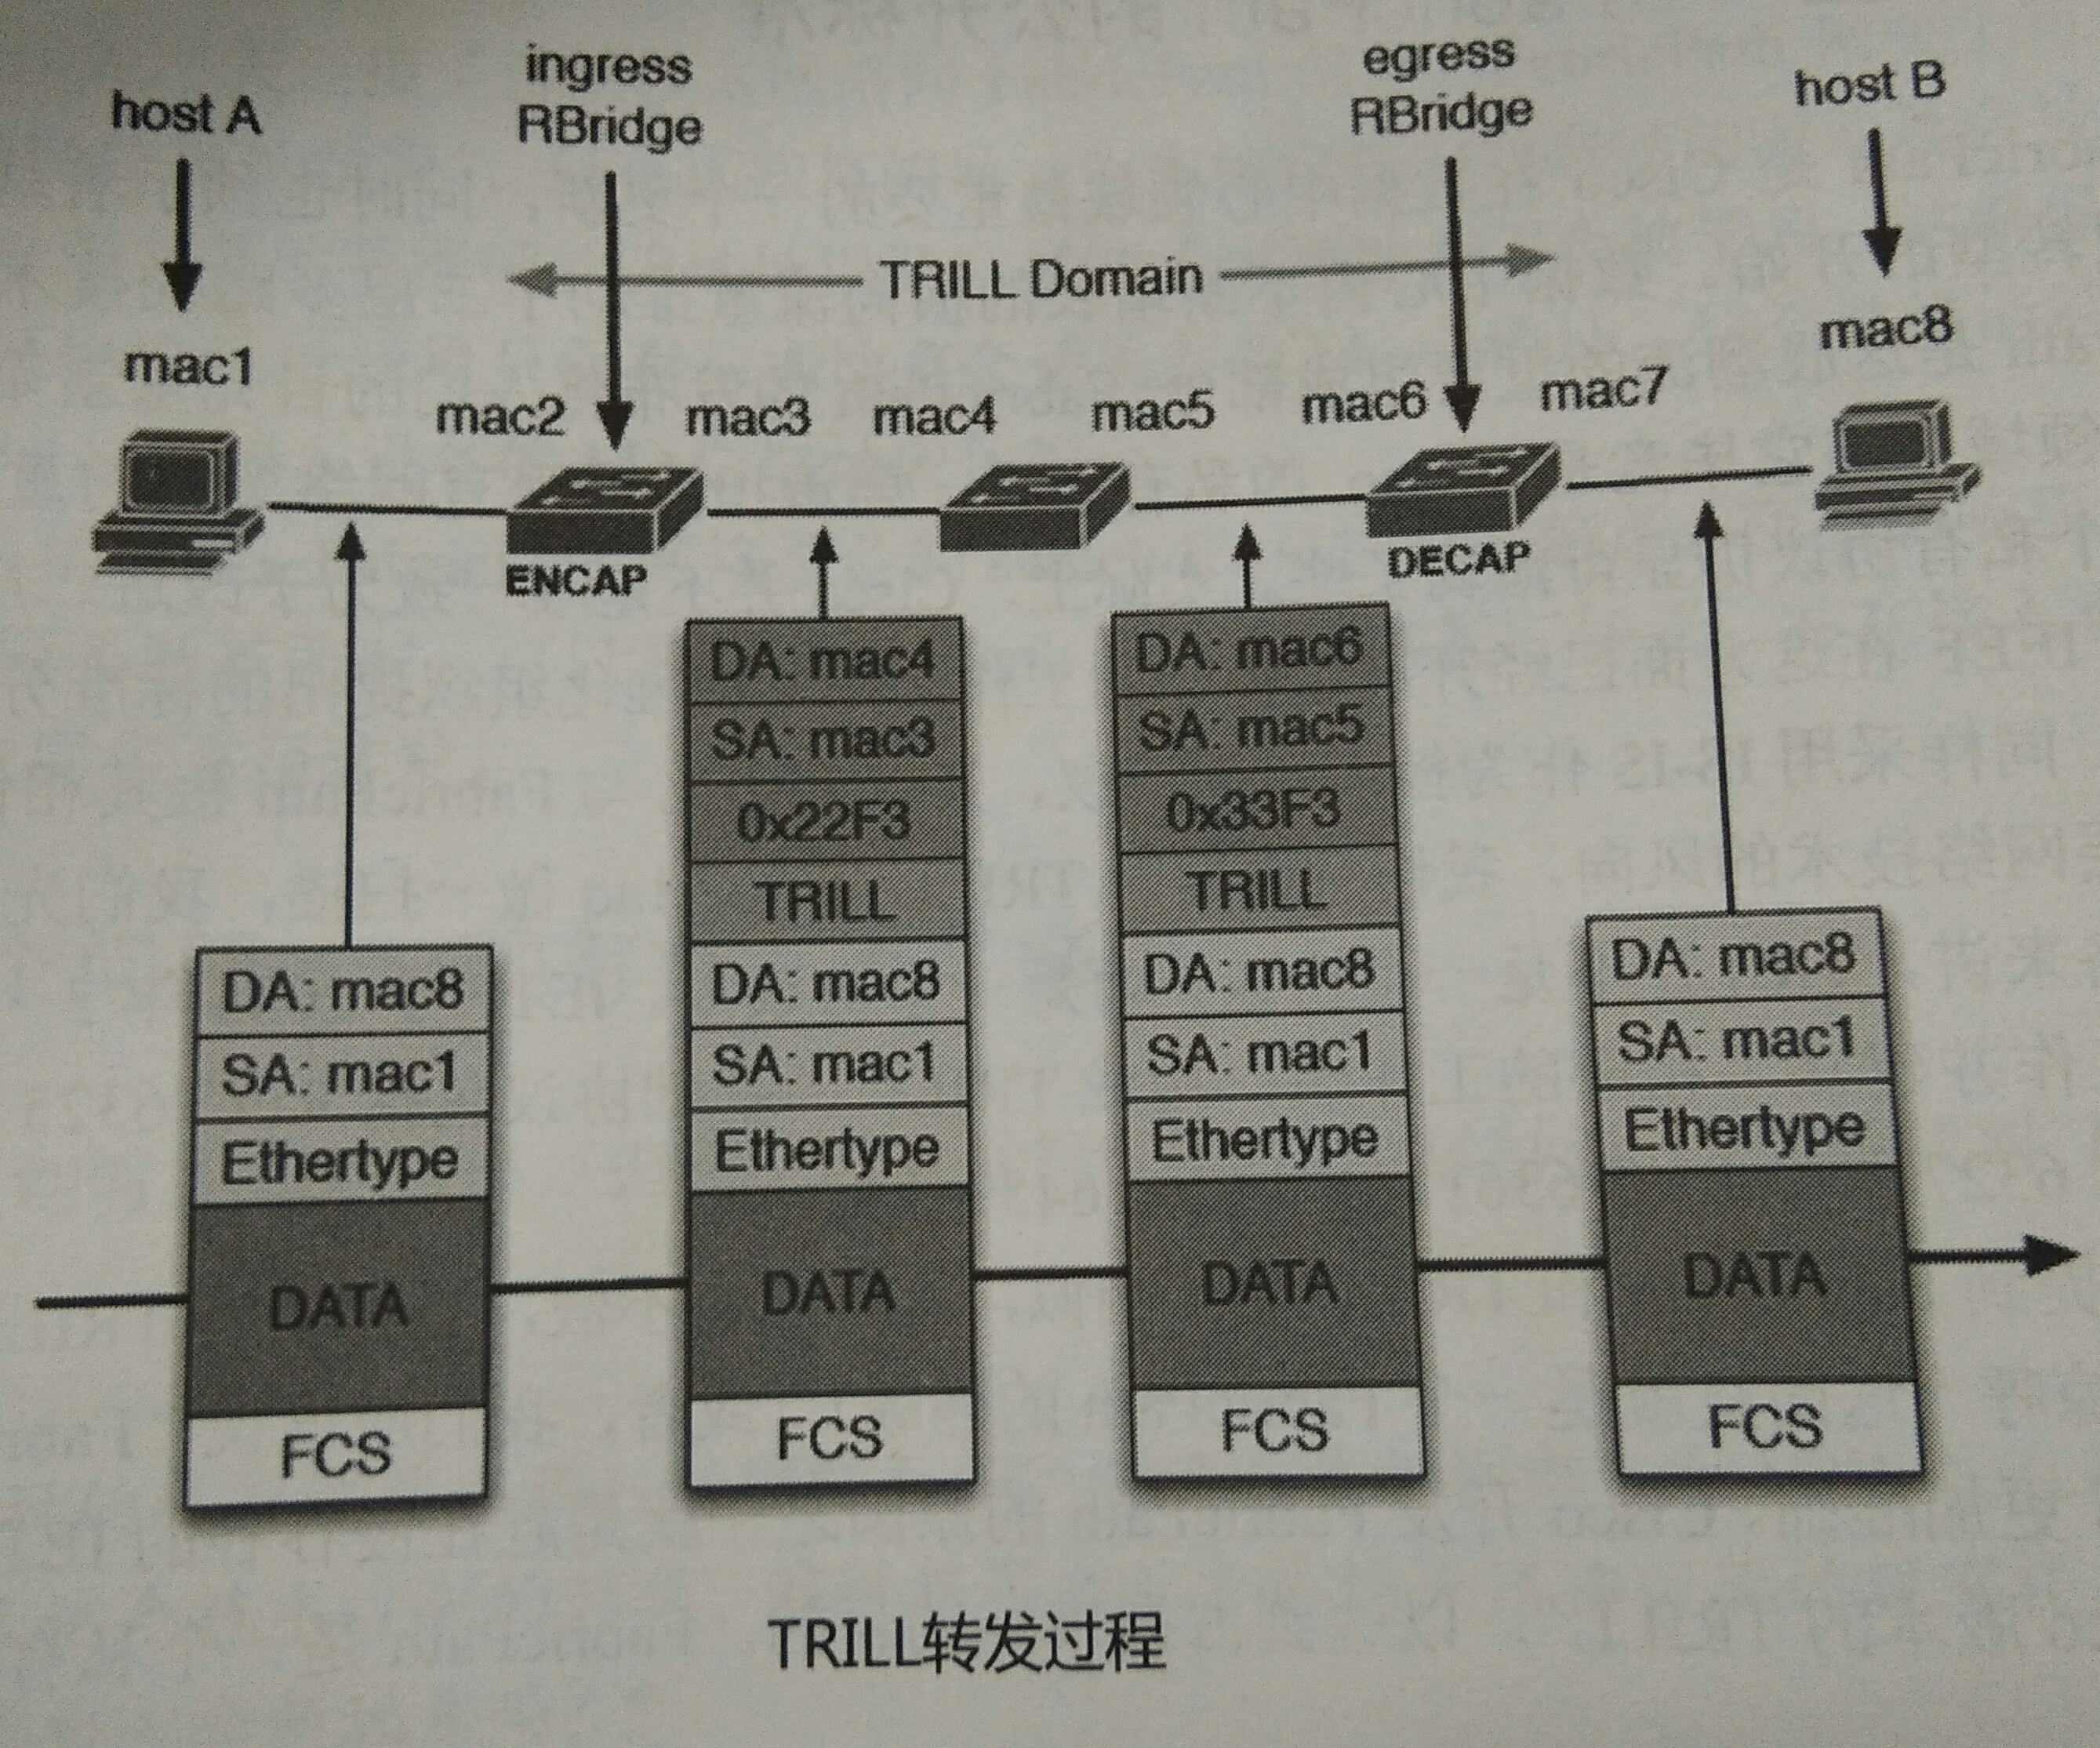 host A
ingress
RBridge
egress
RBridge
host B
TRILL Domain
mac1
mac2
mac3
mac4
mac5
mac6
mac7
mac8
ENCAP
DECAP
DA: mac8
SA: mac1
Ethertype
DATA
FCS
DA: mac4
SA: mac3
0x22F3
TRILL
DA: mac8
SA: mac1
Ethertype
DATA
FCS
DA: mac6
SA: mac5
0x33F3
TRILL
DA: mac8
SA: mac1
Ethertype
DATA
FCS
DA: mac8
SA: mac1
Ethertype
DATA
FCS
TRILL转发过程